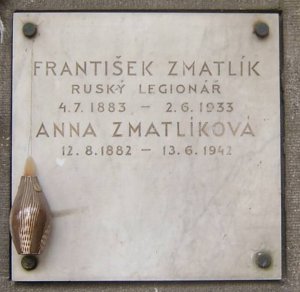 FRANTIŠEK ZMATLÍK
RUSKÝ LEGIONÁŘ
4.7.1883 – 2.6.1933
ANNA ZMATLÍKOVÁ
12.8.1882 – 13.6.1942